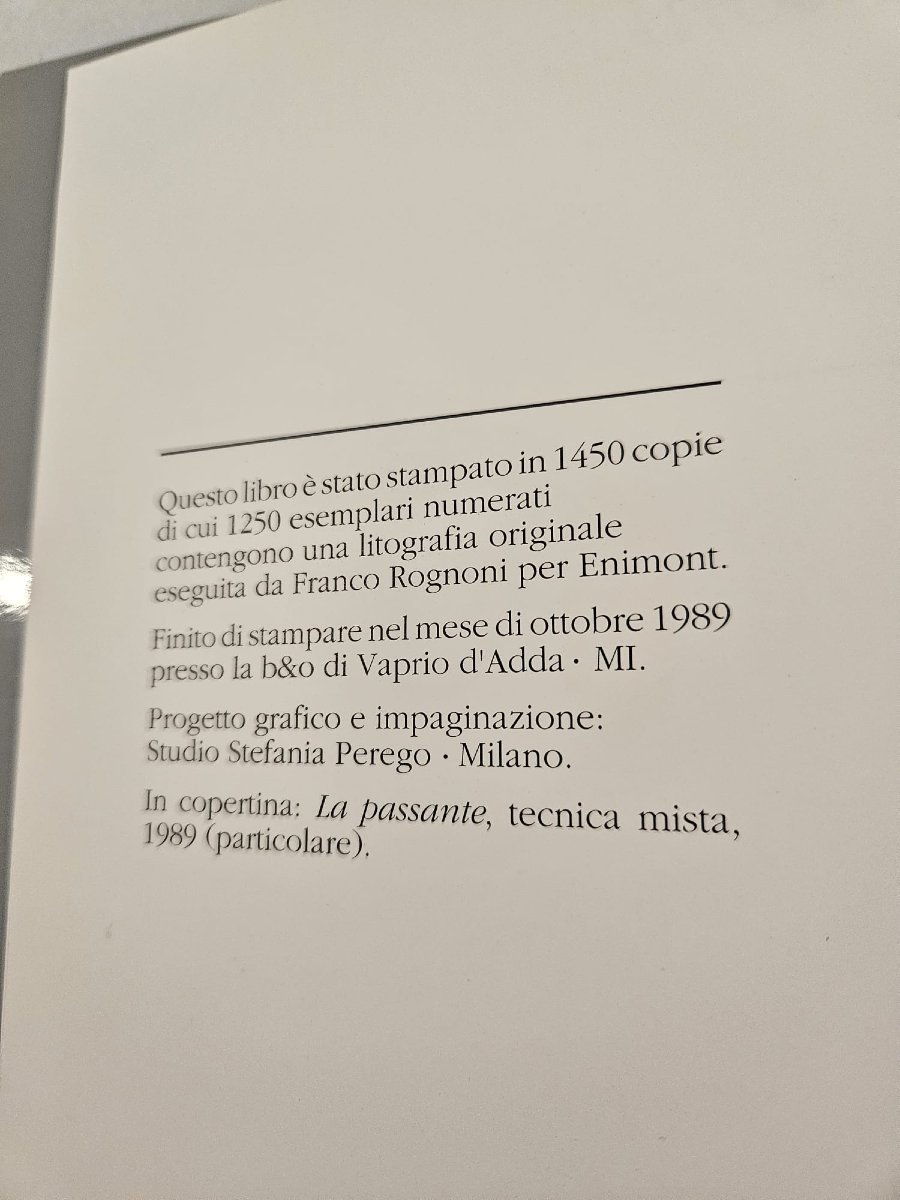 Questo libro è stato stampato in 1450 copie
di cui 1250 esemplari numerati
contengono una litografia originale
eseguita da Franco Rognoni per Enimont.
Finito di stampare nel mese di ottobre 1989
presso la b&o di Vaprio d'Adda · MI.
Progetto grafico e impaginazione:
Studio Stefania Perego · Milano.
In copertina: La passante, tecnica mista,
1989 (particolare).